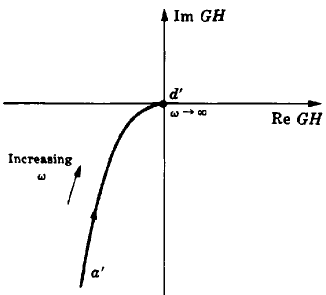 Im GH
d′
ω → ∞
Re GH
Increasing
ω
a′